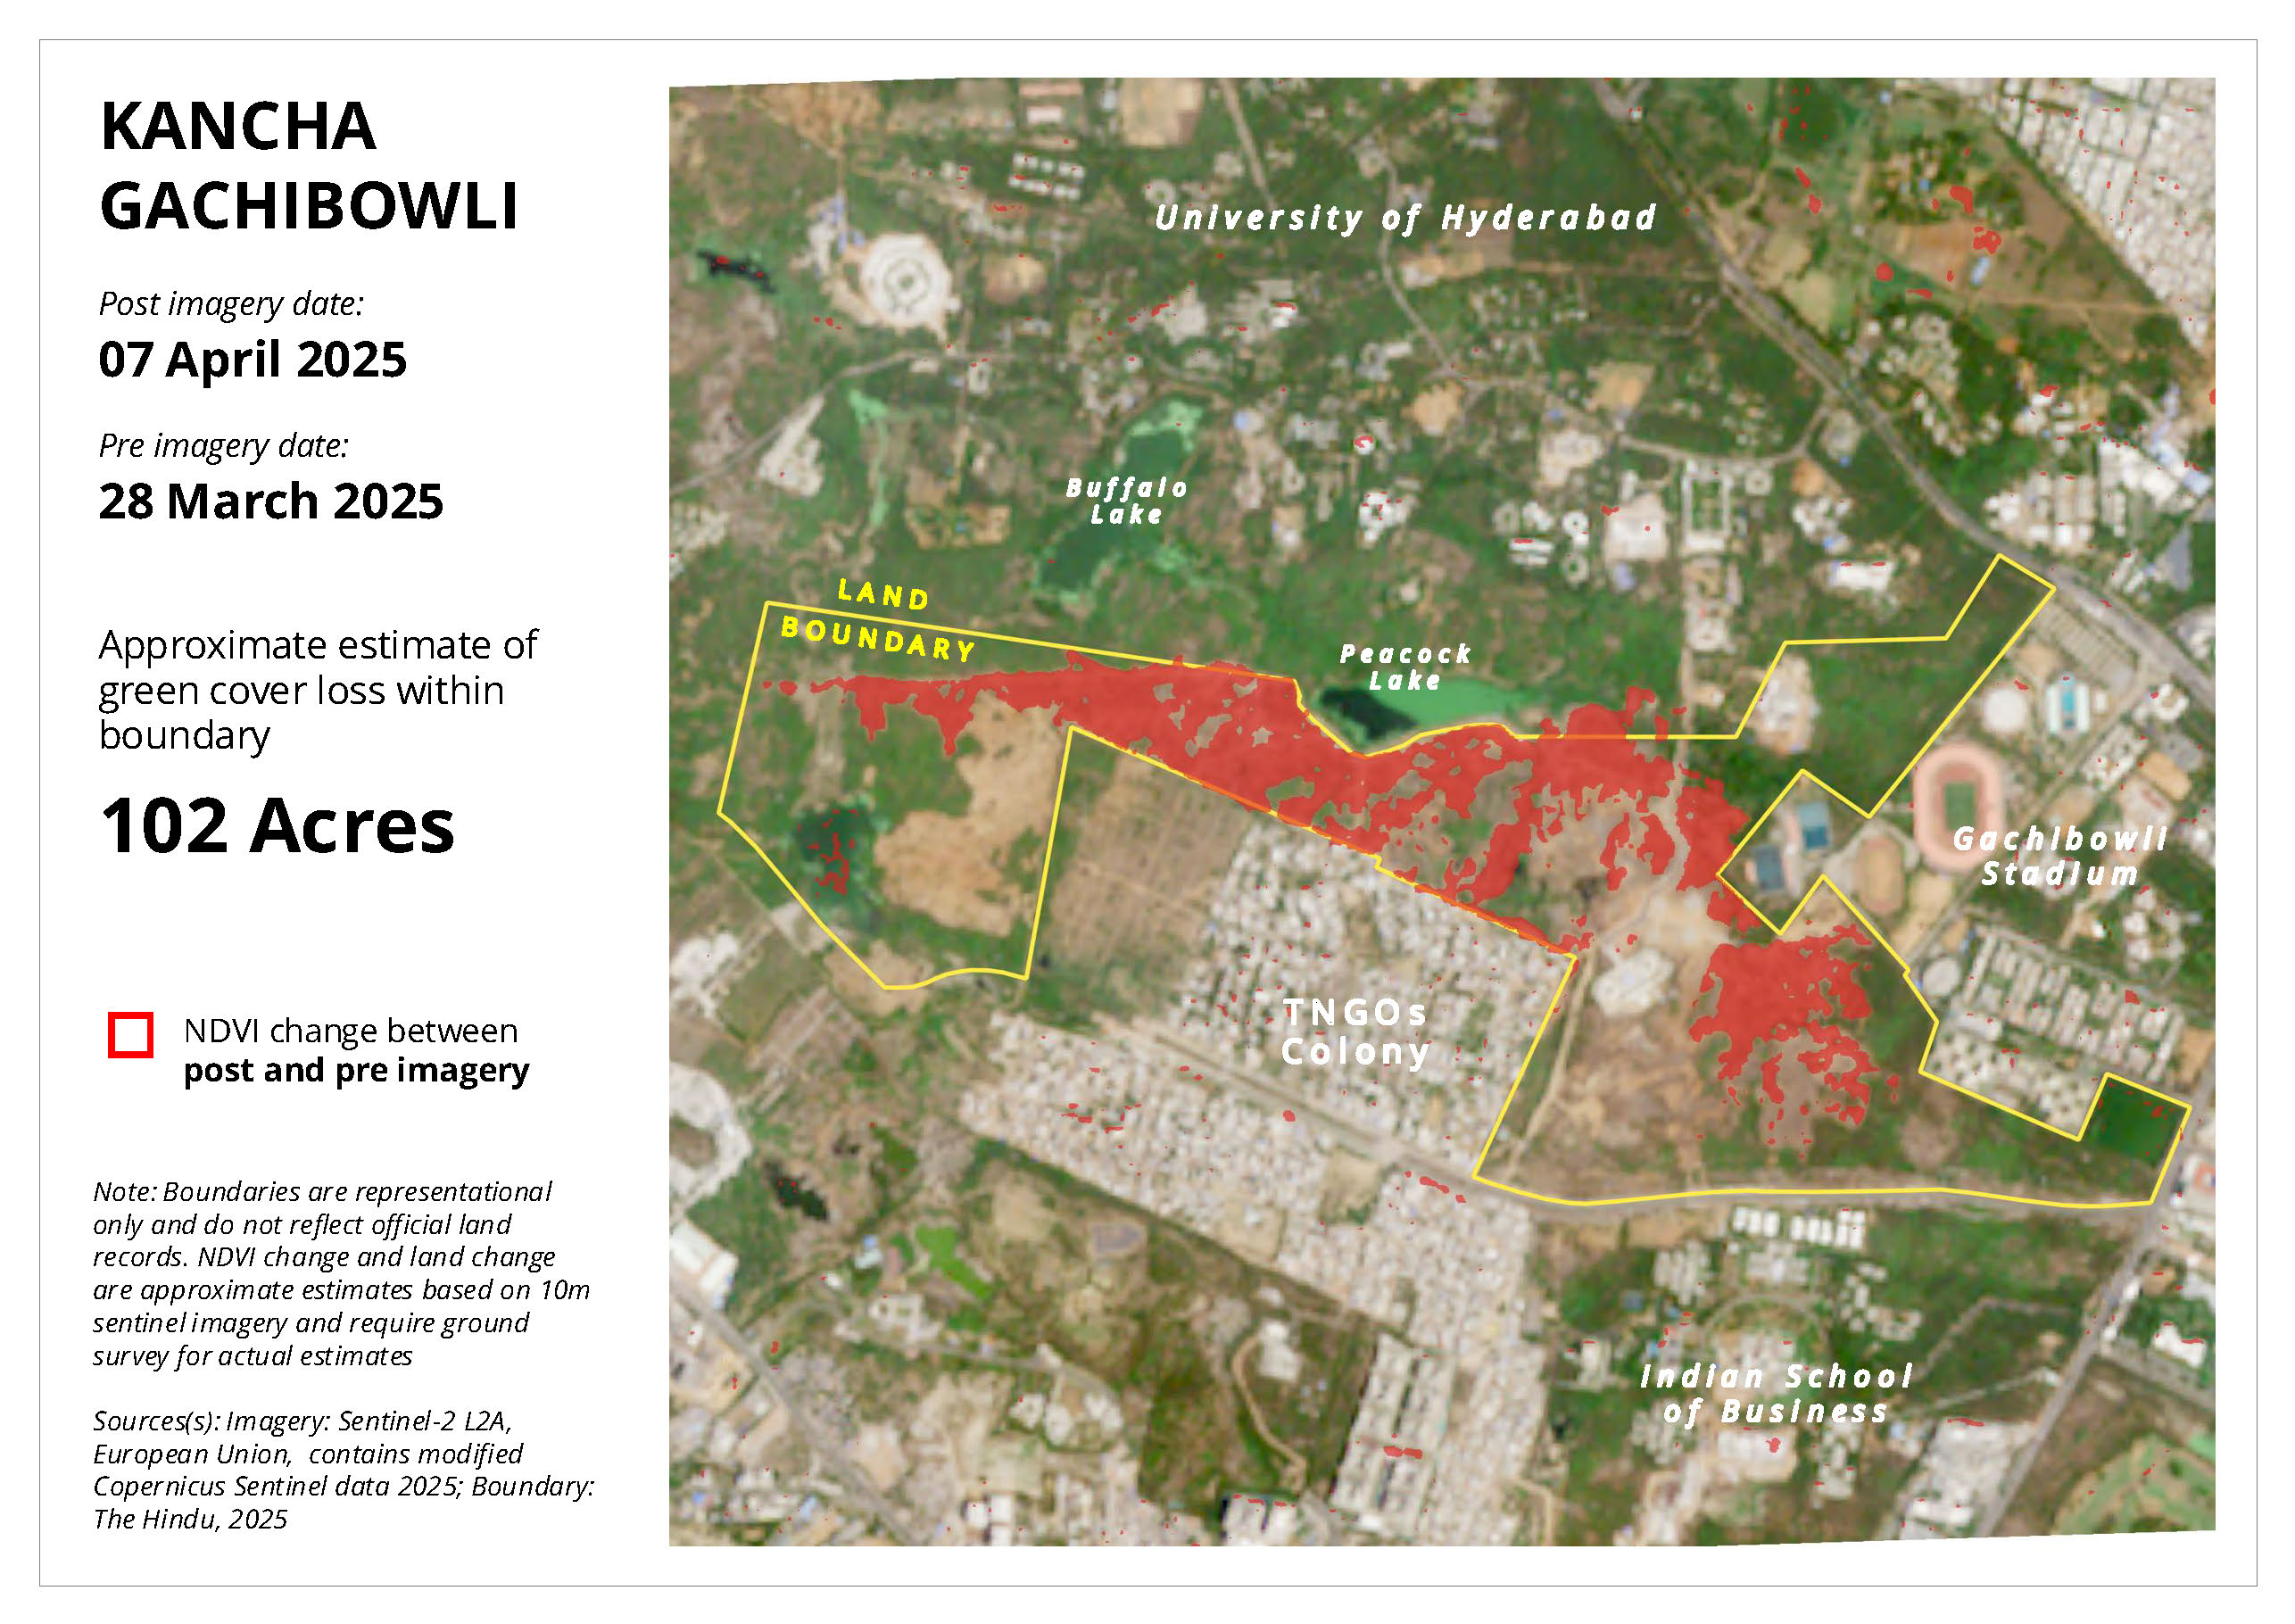 KANCHA
GACHIBOWLI
Post imagery date:
07 April 2025
Pre imagery date:
28 March 2025
Approximate estimate of
green cover loss within
boundary
102 Acres
NDVI change between
post and pre imagery
Note: Boundaries are representational
only and do not reflect official land
records. NDVI change and land change
are approximate estimates based on 10m
sentinel imagery and require ground
survey for actual estimates
Sources(s): Imagery: Sentinel-2 L2A,
European Union, contains modified
Copernicus Sentinel data 2025; Boundary:
The Hindu, 2025
University of Hyderabad
Buffalo
Lake
LAND
BOUNDARY
Peacock
Lake
Gachibowli
Stadium
TNGOs
Colony
Indian School
of Business